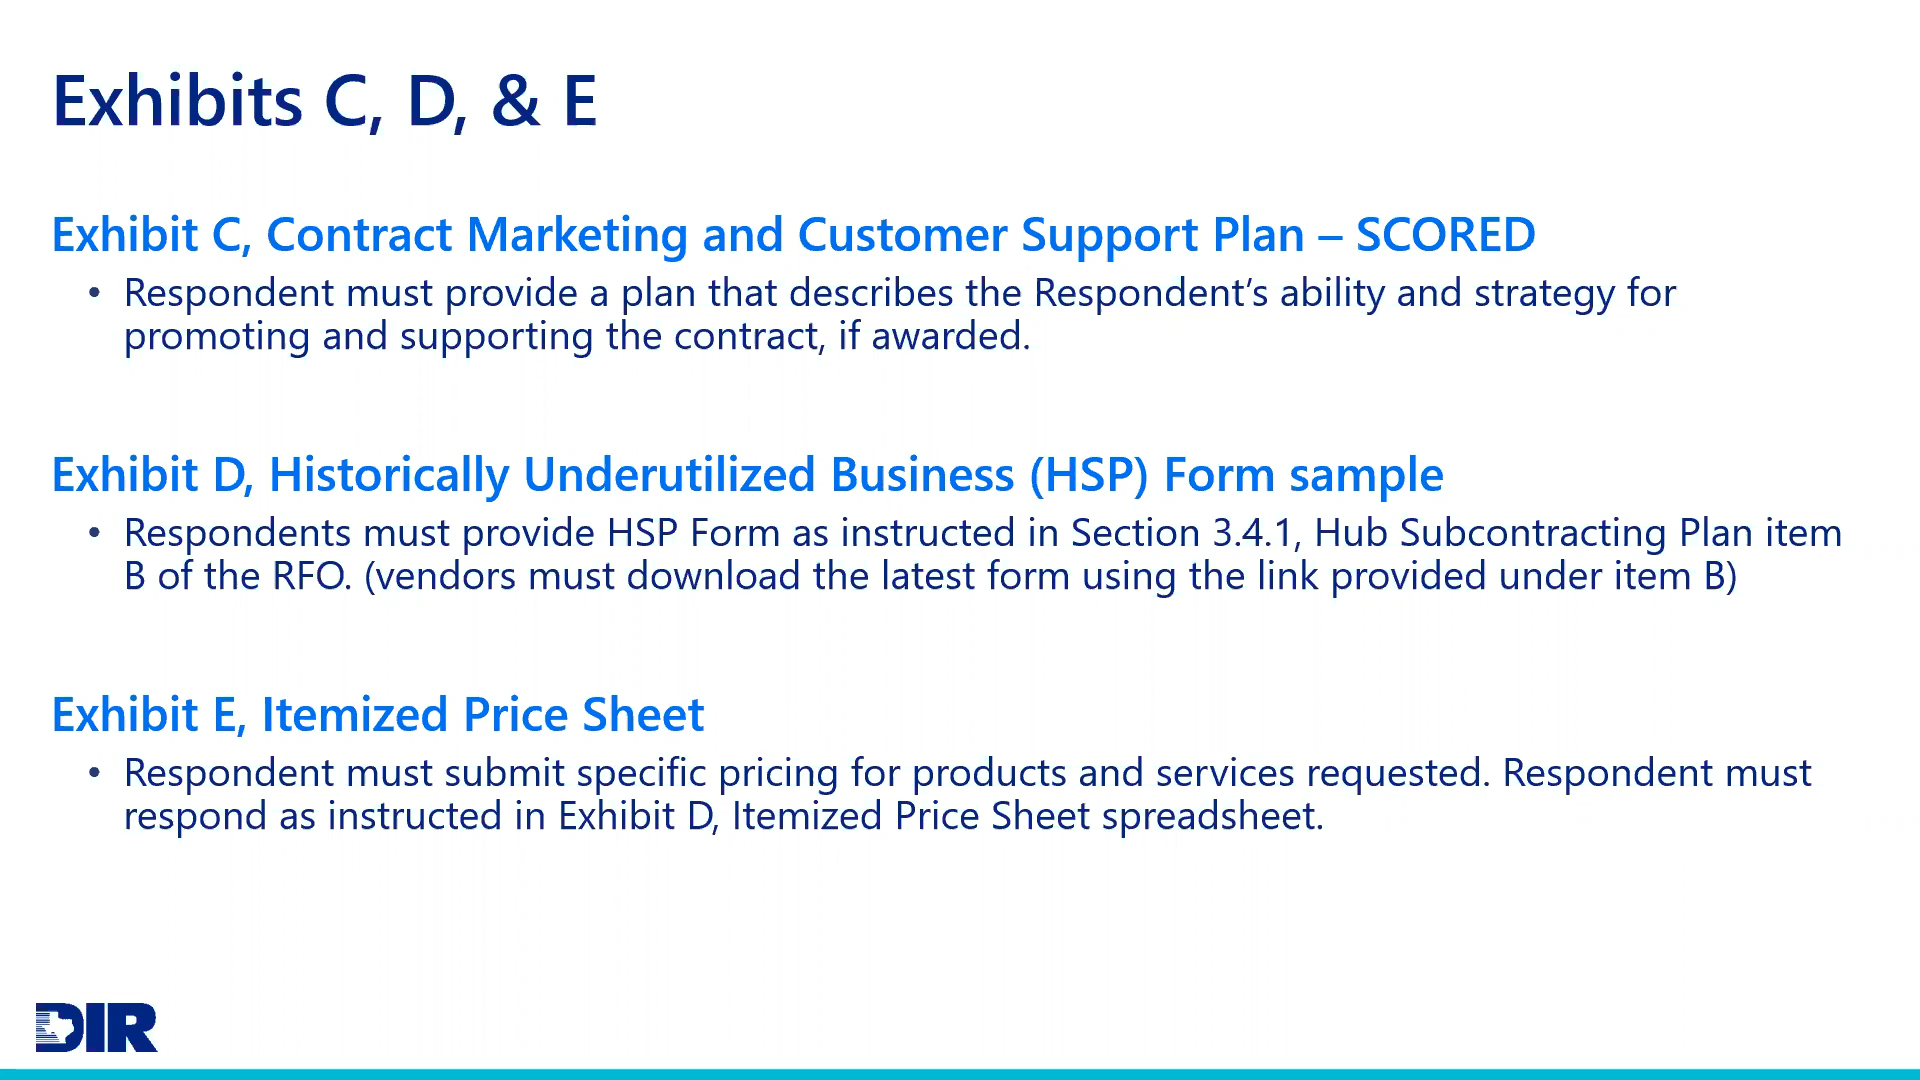 Exhibits C, D, & E
Exhibit C, Contract Marketing and Customer Support Plan – SCORED
• Respondent must provide a plan that describes the Respondent’s ability and strategy for
promoting and supporting the contract, if awarded.
Exhibit D, Historically Underutilized Business (HSP) Form sample
• Respondents must provide HSP Form as instructed in Section 3.4.1, Hub Subcontracting Plan item
B of the RFO. (vendors must download the latest form using the link provided under item B)
Exhibit E, Itemized Price Sheet
• Respondent must submit specific pricing for products and services requested. Respondent must
respond as instructed in Exhibit D, Itemized Price Sheet spreadsheet.
DIR